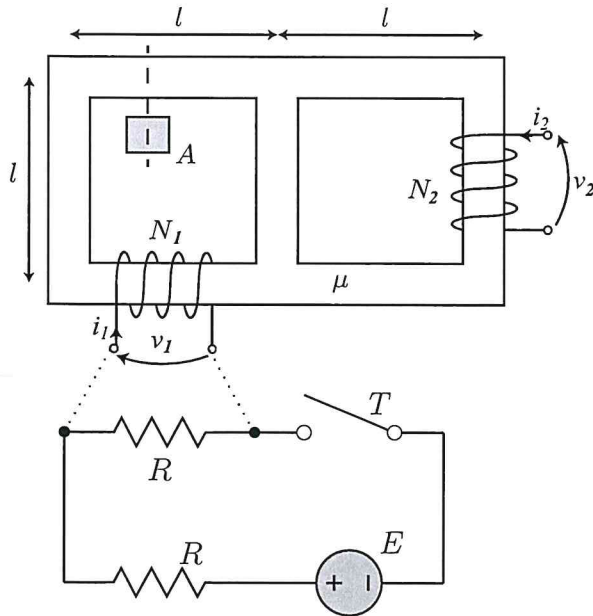 l l
A
l
N₁
N₂
i₂
v₂
μ
i₁
v₁
T
R
R
E
+ −